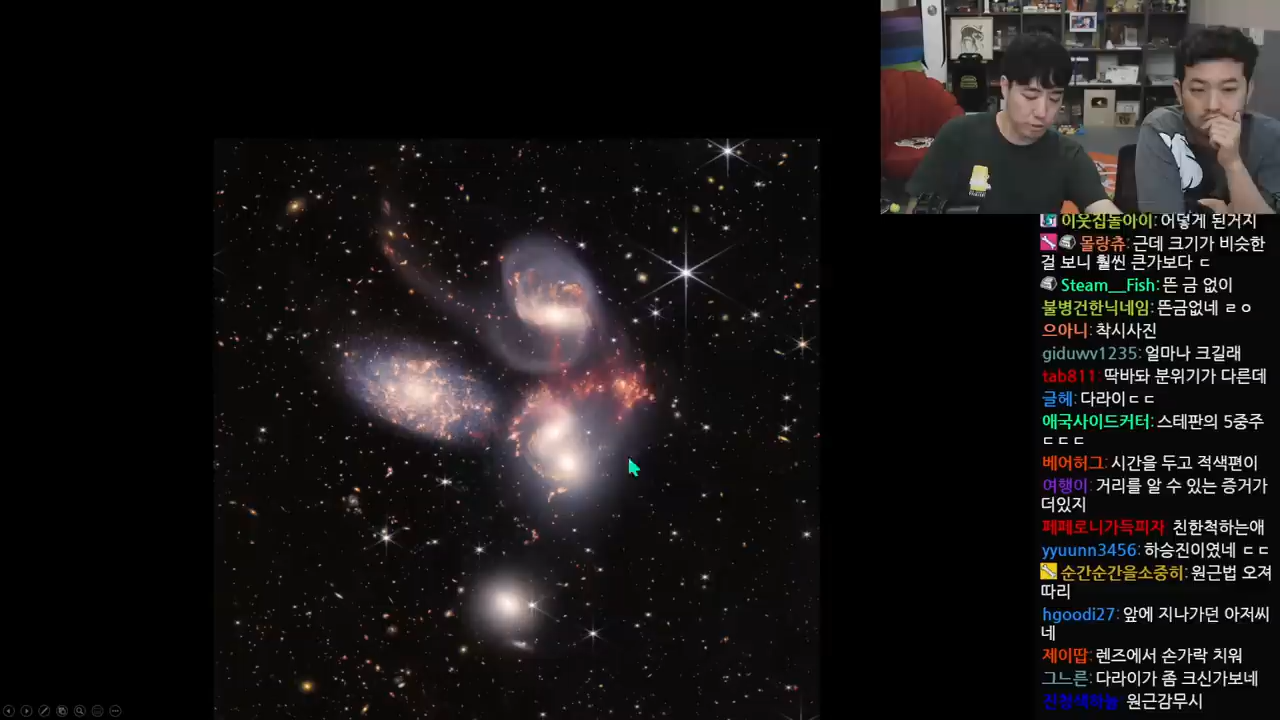 이웃집돌아이: 어떻게 된거지
몰랑츄: 근데 크기가 비슷한
걸 보니 훨씬 큰가보다 ㄷ
Steam__Fish: 뜬 금 없이
불병건한닉네임: 뜬금없네 ㄹㅇ
으아니: 착시사진
giduwv1235: 얼마나 크길래
tab811: 딱바돠 분위기가 다른데
글헤: 다라이ㄷㄷ
애국사이드커터: 스테판의 5중주
ㄷㄷㄷ
베어허그: 시간을 두고 적색편이
여행이: 거리를 알 수 있는 증거가
더있지
페페로니가득피자 친한척하는애
yyuunn3456: 하승진이였네 ㄷㄷ
순간순간을소중히: 원근법 오져
따리
hgoodi27: 앞에 지나가던 아저씨
네
제이땁: 렌즈에서 손가락 치워
그느른: 다라이가 좀 크신가보네
진청색하늘 원근감무시